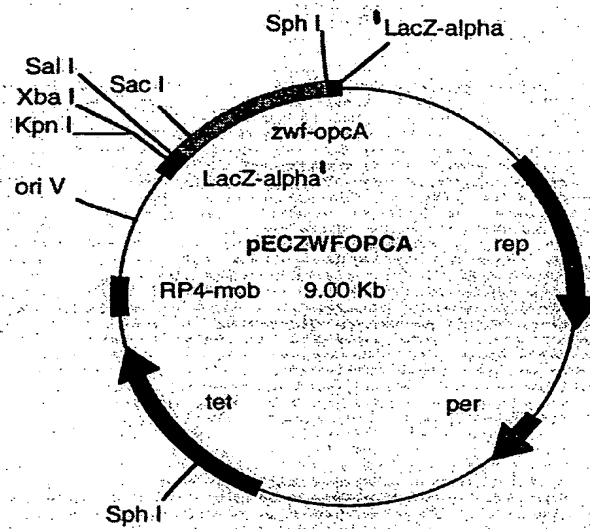 Sph I
'LacZ-alpha
Sal I
Sac I
Xba I
Kpn I
zwf-opcA
LacZ-alpha'
ori V
pECZWFOPCA
rep
RP4-mob
9.00 Kb
tet
per
Sph I